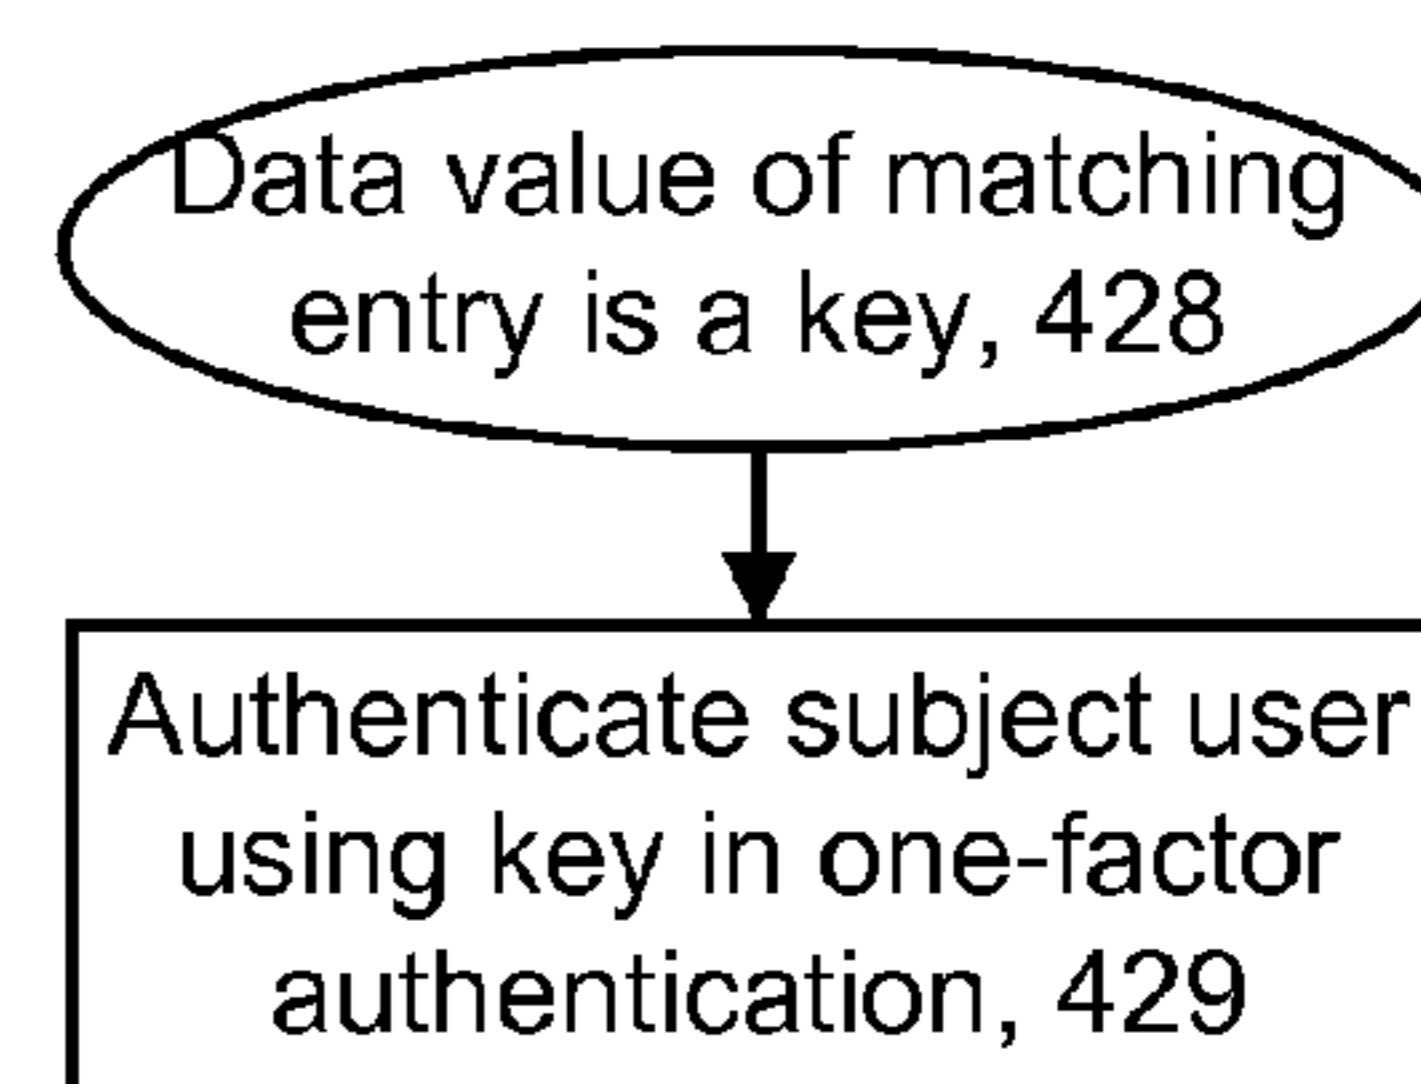 Data value of matching
entry is a key, 428
Authenticate subject user
using key in one-factor
authentication, 429